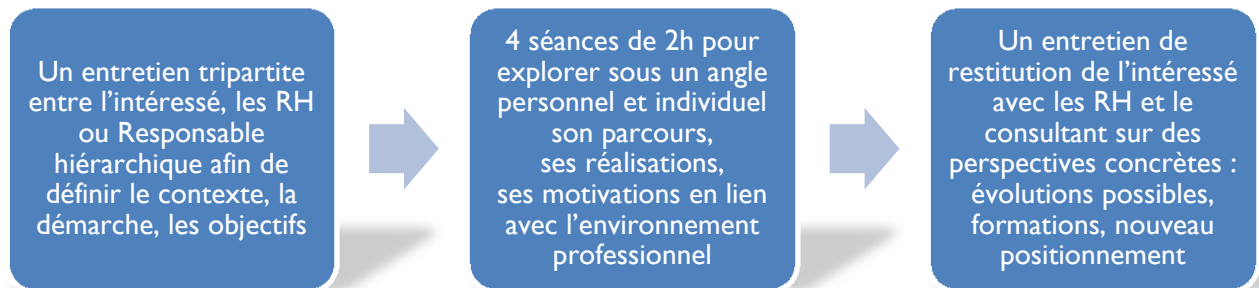 Un entretien tripartite
entre l’intéressé, les RH
ou Responsable
hiérarchique afin de
définir le contexte, la
démarche, les objectifs
4 séances de 2h pour
explorer sous un angle
personnel et individuel
son parcours,
ses réalisations,
ses motivations en lien
avec l’environnement
professionnel
Un entretien de
restitution de l’intéressé
avec les RH et le
consultant sur des
perspectives concrètes :
évolutions possibles,
formations, nouveau
positionnement